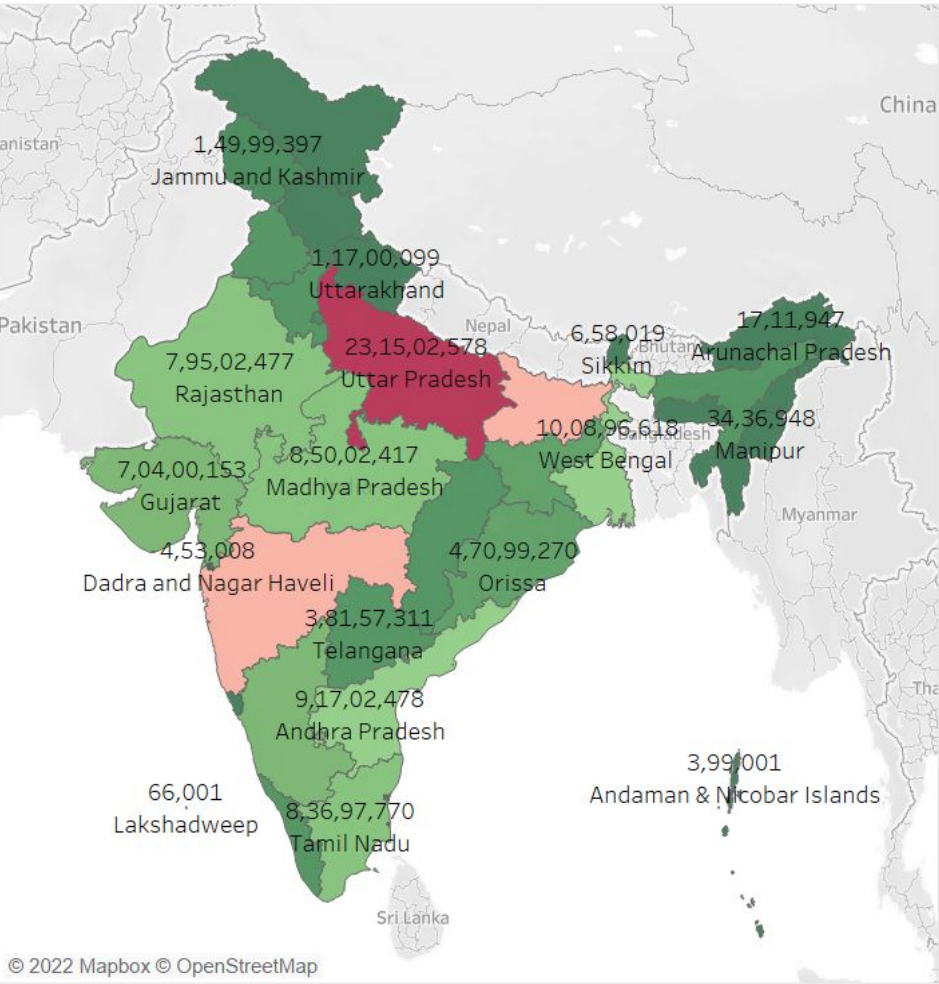 China
anistan
1,49,99,397
Jammu and Kashmir
1,17,00,099
Uttarakhand
Pakistan
Nepal
6,58,019
Sikkim
Bhutan
17,11,947
Arunachal Pradesh
7,95,02,477
Rajasthan
23,15,02,578
Uttar Pradesh
10,08,96,618
West Bengal
Bangladesh
34,36,948
Manipur
8,50,02,417
Madhya Pradesh
7,04,00,153
Gujarat
Myanmar
4,53,008
Dadra and Nagar Haveli
4,70,99,270
Orissa
3,81,57,311
Telangana
Tha
9,17,02,478
Andhra Pradesh
3,99,001
Andaman & Nicobar Islands
66,001
Lakshadweep
8,36,97,770
Tamil Nadu
Sri Lanka
© 2022 Mapbox © OpenStreetMap